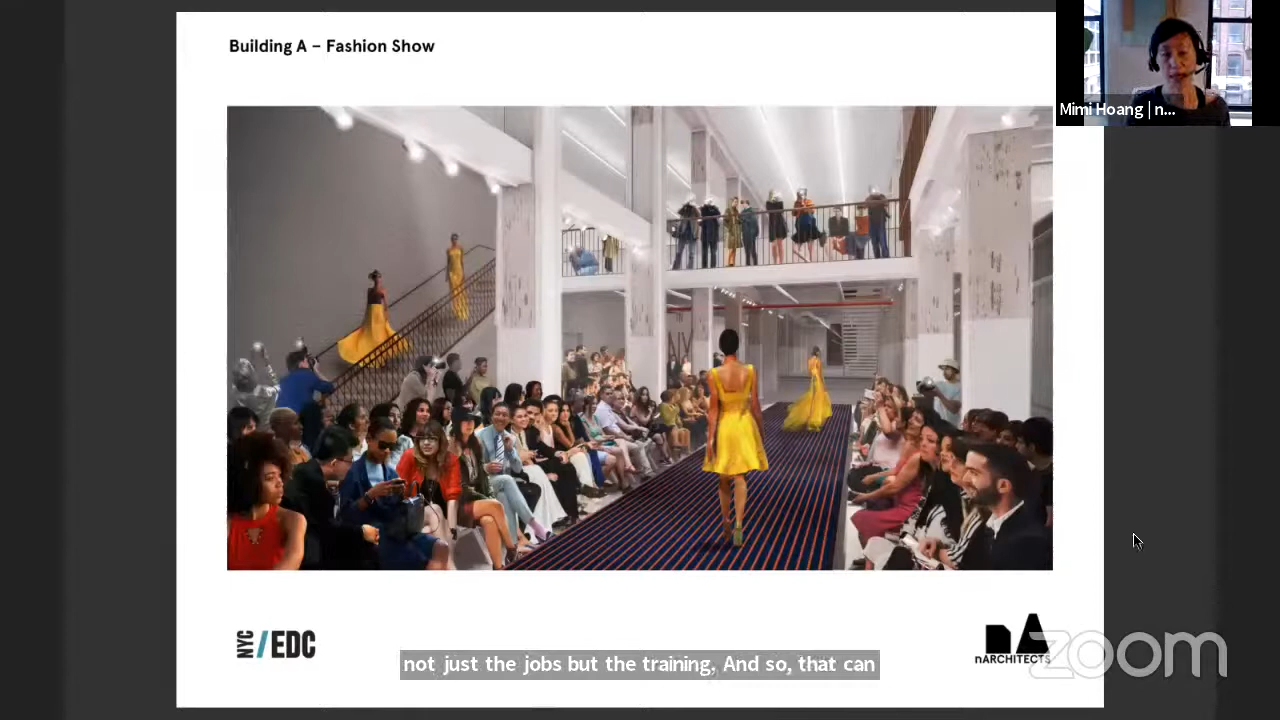 Building A – Fashion Show
Mimi Hoang | n...
NYC / EDC
nA
nARCHITECTS
not just the jobs but the training, And so, that can
zoom